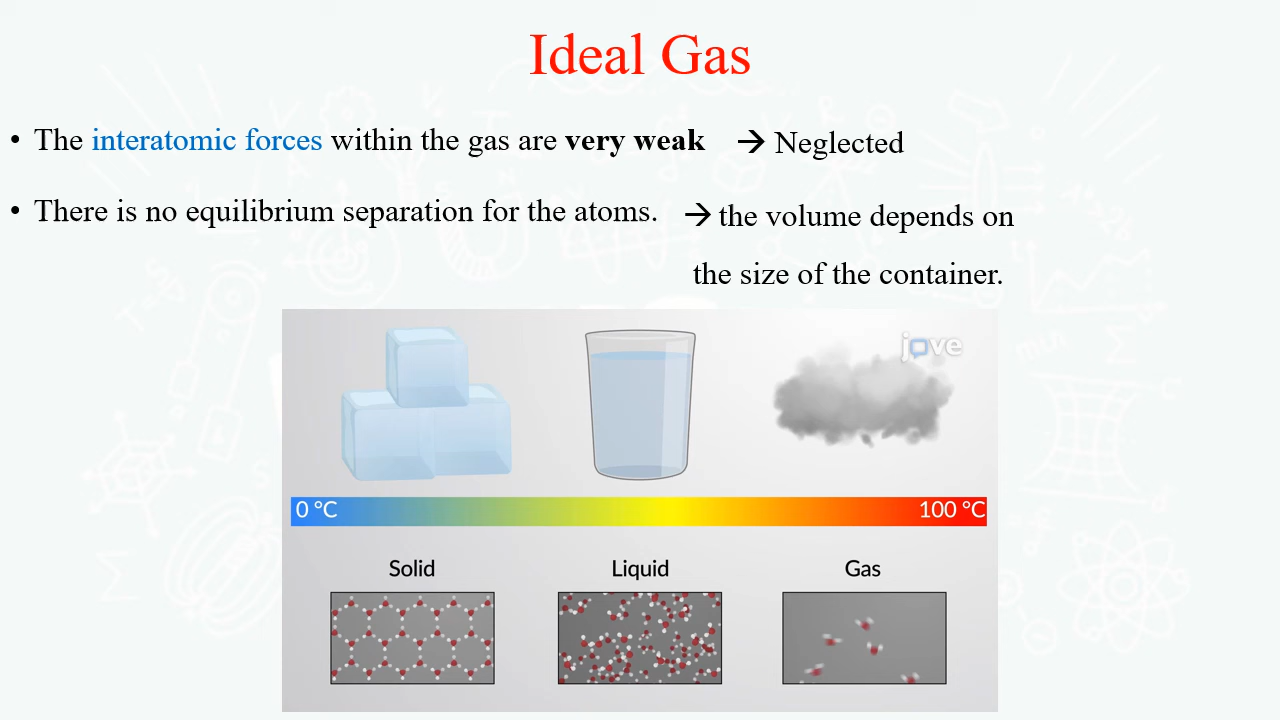 Ideal Gas
• The interatomic forces within the gas are very weak → Neglected
• There is no equilibrium separation for the atoms. → the volume depends on
the size of the container.
jove
0 °C 100 °C
Solid Liquid Gas